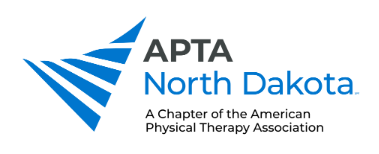 APTA
North Dakota
A Chapter of the American
Physical Therapy Association